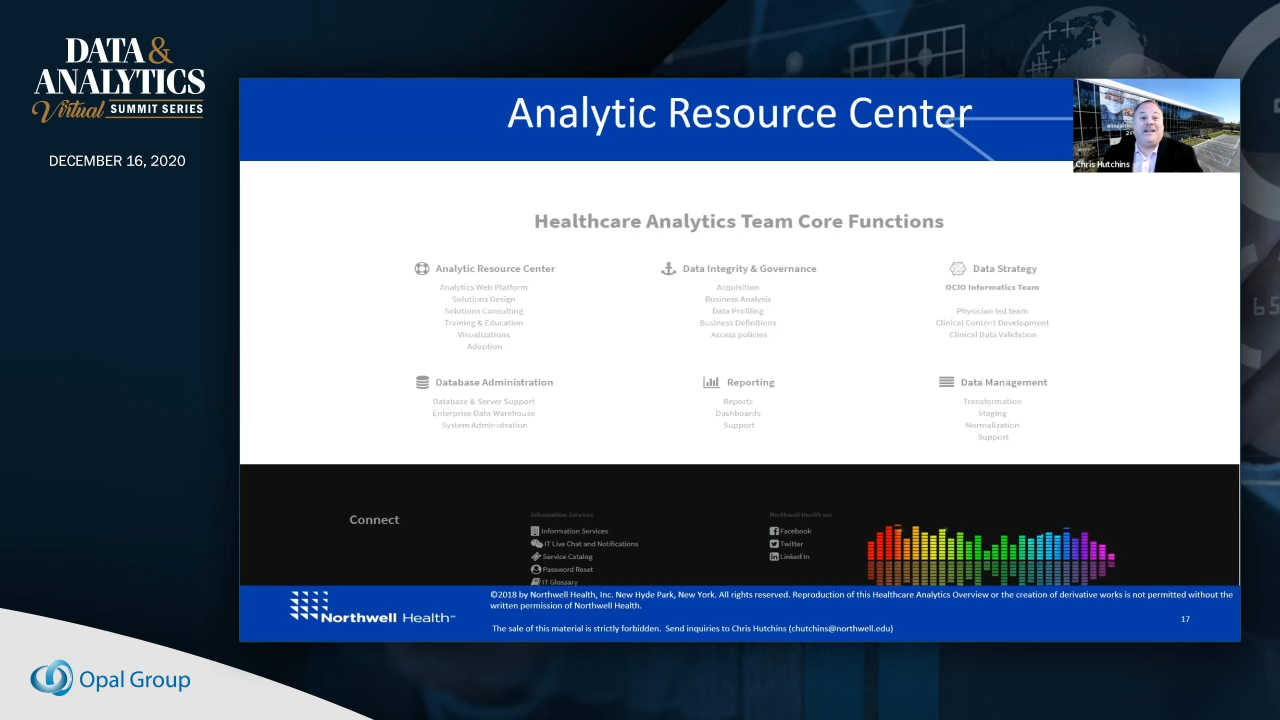 DATA &
ANALYTICS
Virtual SUMMIT SERIES
DECEMBER 16, 2020
Analytic Resource Center
Chris Hutchins
Healthcare Analytics Team Core Functions
Analytic Resource Center
Analytics Web Platform
Solutions Design
Solutions Consulting
Training & Education
Visualizations
Adoption
Data Integrity & Governance
Acquisition
Business Analysis
Data Profiling
Business Definitions
Access policies
Data Strategy
OCIO Informatics Team
Physician led team
Clinical Content Development
Clinical Data Validation
Database Administration
Database & Server Support
Enterprise Data Warehouse
System Administration
Reporting
Reports
Dashboards
Support
Data Management
Transformation
Staging
Normalization
Support
Connect
Information Services
Information Services
IT Live Chat and Notifications
Service Catalog
Password Reset
IT Glossary
Northwell Health on:
Facebook
Twitter
Linked In
Northwell Health℠
©2018 by Northwell Health, Inc. New Hyde Park, New York. All rights reserved. Reproduction of this Healthcare Analytics Overview or the creation of derivative works is not permitted without the
written permission of Northwell Health.
The sale of this material is strictly forbidden. Send inquiries to Chris Hutchins (chutchins@northwell.edu)
17
Opal Group